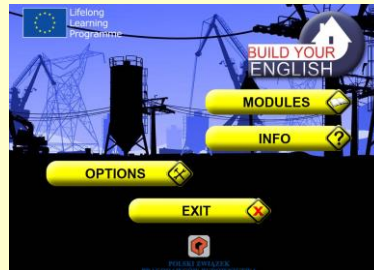 Lifelong
Learning
Programme
BUILD YOUR
ENGLISH
MODULES
INFO
?
OPTIONS
EXIT
POLSKI ZWIĄZEK